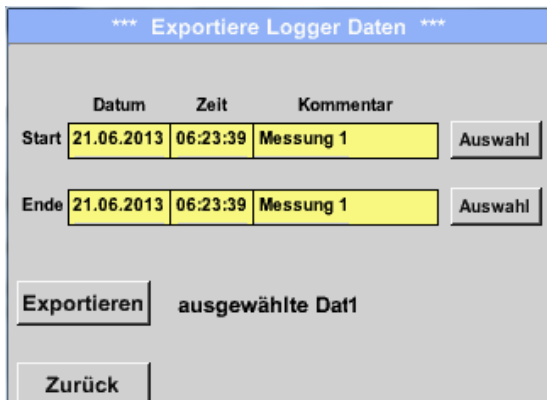 *** Exportiere Logger Daten ***
Datum Zeit Kommentar
Start 21.06.2013 06:23:39 Messung 1 Auswahl
Ende 21.06.2013 06:23:39 Messung 1 Auswahl
Exportieren ausgewählte Dat1
Zurück